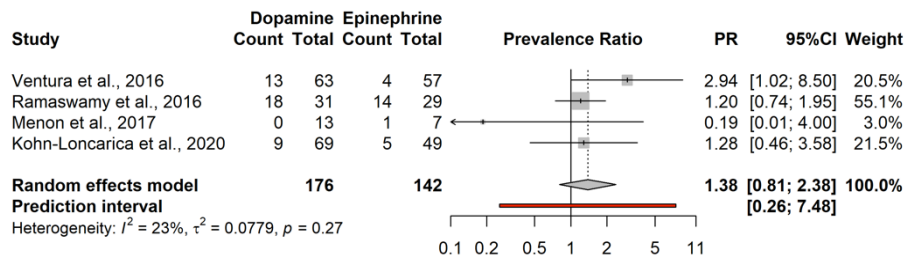 Dopamine Epinephrine
Study Count Total Count Total Prevalence Ratio PR 95%CI Weight
Ventura et al., 2016 13 63 4 57 2.94 [1.02; 8.50] 20.5%
Ramaswamy et al., 2016 18 31 14 29 1.20 [0.74; 1.95] 55.1%
Menon et al., 2017 0 13 1 7 0.19 [0.01; 4.00] 3.0%
Kohn-Loncarica et al., 2020 9 69 5 49 1.28 [0.46; 3.58] 21.5%
Random effects model 176 142 1.38 [0.81; 2.38] 100.0%
Prediction interval [0.26; 7.48]
Heterogeneity: I² = 23%, τ² = 0.0779, p = 0.27
0.1 0.2 0.5 1 2 5 11